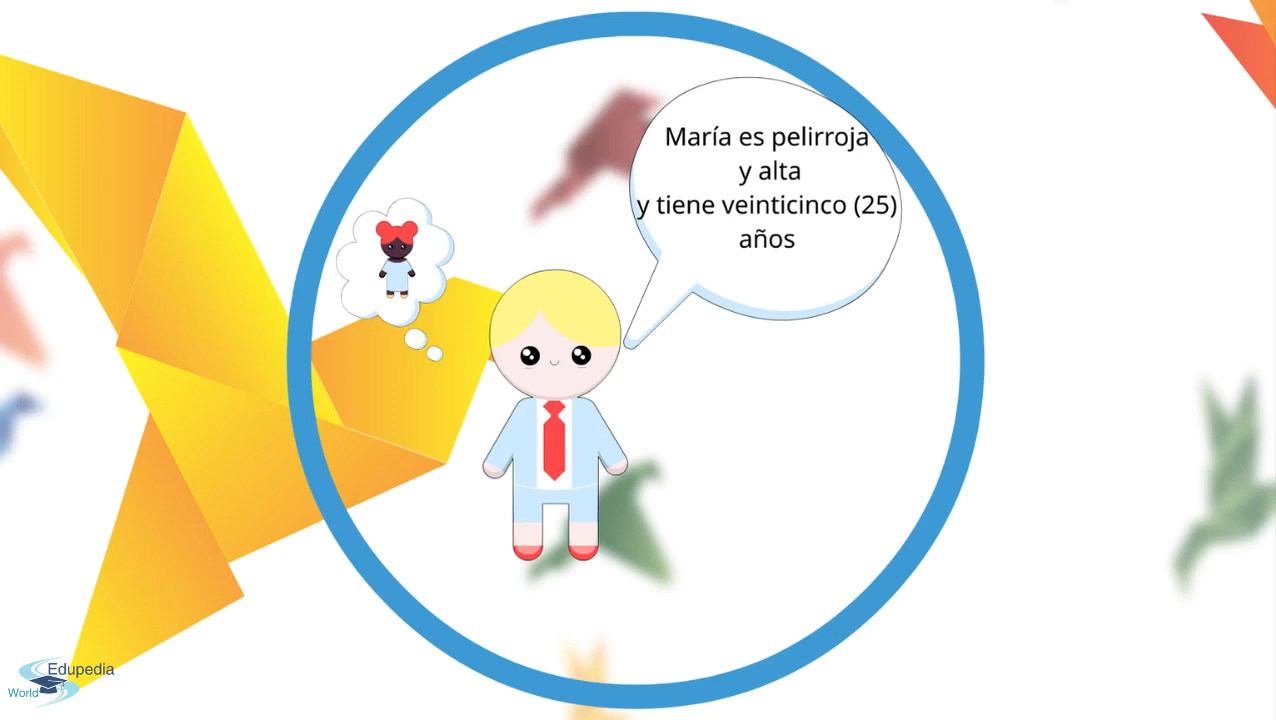 María es pelirroja
y alta
y tiene veinticinco (25)
años
Edupedia
World